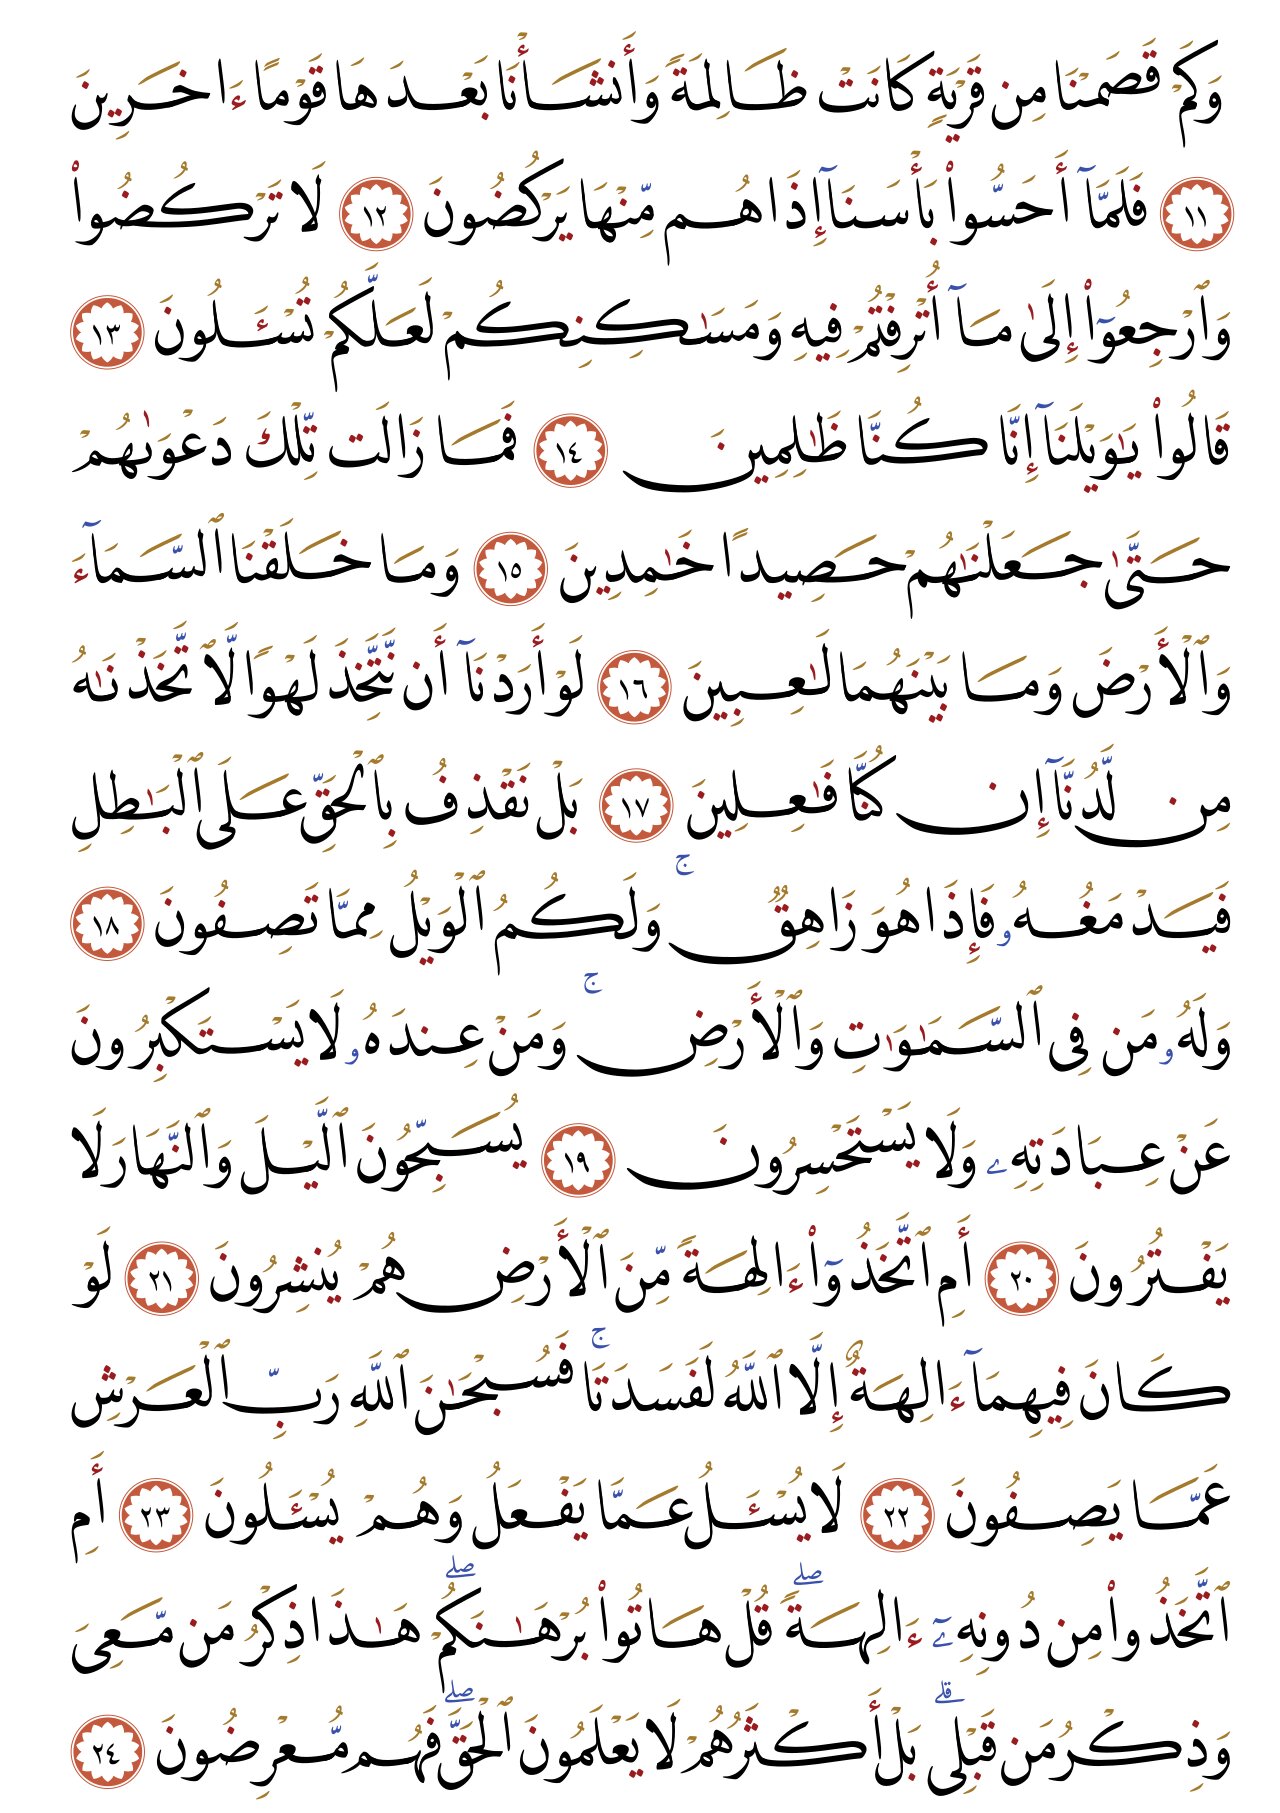 وَكَمْ قَصَمْنَا مِن قَرْيَةٍ كَانَتْ ظَالِمَةً وَأَنشَأْنَا بَعْدَهَا قَوْمًا ءَاخَرِينَ
١١ فَلَمَّآ أَحَسُّوا۟ بَأْسَنَآ إِذَا هُم مِّنْهَا يَرْكُضُونَ ١٢ لَا تَرْكُضُوا۟
وَٱرْجِعُوٓا۟ إِلَىٰ مَآ أُتْرِفْتُمْ فِيهِ وَمَسَٰكِنِكُمْ لَعَلَّكُمْ تُسْـَٔلُونَ ١٣
قَالُوا۟ يَٰوَيْلَنَآ إِنَّا كُنَّا ظَٰلِمِينَ ١٤ فَمَا زَالَت تِّلْكَ دَعْوَىٰهُمْ
حَتَّىٰ جَعَلْنَٰهُمْ حَصِيدًا خَٰمِدِينَ ١٥ وَمَا خَلَقْنَا ٱلسَّمَآءَ
وَٱلْأَرْضَ وَمَا بَيْنَهُمَا لَٰعِبِينَ ١٦ لَوْ أَرَدْنَآ أَن نَّتَّخِذَ لَهْوًا لَّٱتَّخَذْنَٰهُ
مِن لَّدُنَّآ إِن كُنَّا فَٰعِلِينَ ١٧ بَلْ نَقْذِفُ بِٱلْحَقِّ عَلَى ٱلْبَٰطِلِ
فَيَدْمَغُهُۥ فَإِذَا هُوَ زَاهِقٌ ۚ وَلَكُمُ ٱلْوَيْلُ مِمَّا تَصِفُونَ ١٨
وَلَهُۥ مَن فِى ٱلسَّمَٰوَٰتِ وَٱلْأَرْضِ ۚ وَمَنْ عِندَهُۥ لَا يَسْتَكْبِرُونَ
عَنْ عِبَادَتِهِۦ وَلَا يَسْتَحْسِرُونَ ١٩ يُسَبِّحُونَ ٱلَّيْلَ وَٱلنَّهَارَ لَا
يَفْتُرُونَ ٢٠ أَمِ ٱتَّخَذُوٓا۟ ءَالِهَةً مِّنَ ٱلْأَرْضِ هُمْ يُنشِرُونَ ٢١ لَوْ
كَانَ فِيهِمَآ ءَالِهَةٌ إِلَّا ٱللَّهُ لَفَسَدَتَا ۚ فَسُبْحَٰنَ ٱللَّهِ رَبِّ ٱلْعَرْشِ
عَمَّا يَصِفُونَ ٢٢ لَا يُسْـَٔلُ عَمَّا يَفْعَلُ وَهُمْ يُسْـَٔلُونَ ٢٣ أَمِ
ٱتَّخَذُوا۟ مِن دُونِهِۦٓ ءَالِهَةً ۖ قُلْ هَاتُوا۟ بُرْهَٰنَكُمْ ۖ هَٰذَا ذِكْرُ مَن مَّعِىَ
وَذِكْرُ مَن قَبْلِى ۗ بَلْ أَكْثَرُهُمْ لَا يَعْلَمُونَ ٱلْحَقَّ ۖ فَهُم مُّعْرِضُونَ ٢٤